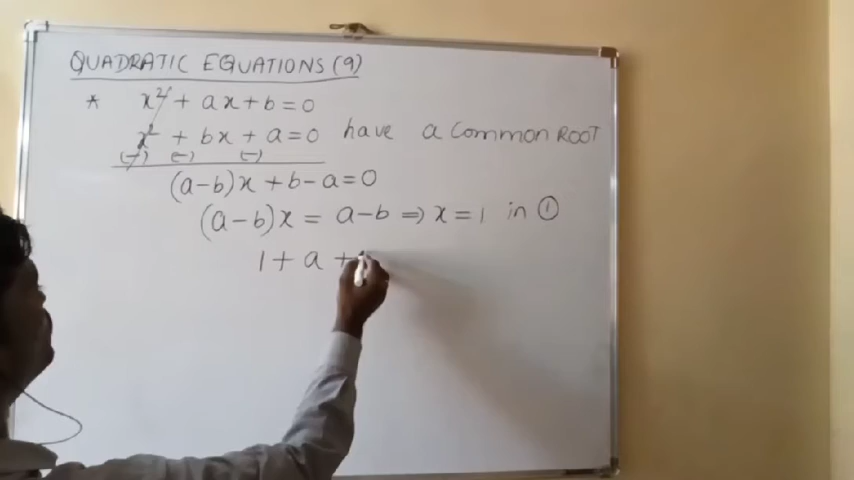 QUADRATIC EQUATIONS (9)
* x² + ax + b = 0
x² + bx + a = 0 have a Common ROOT
(-) (-) (-)
(a-b)x + b-a = 0
(a-b)x = a-b ⇒ x = 1 in ①
1 + a +